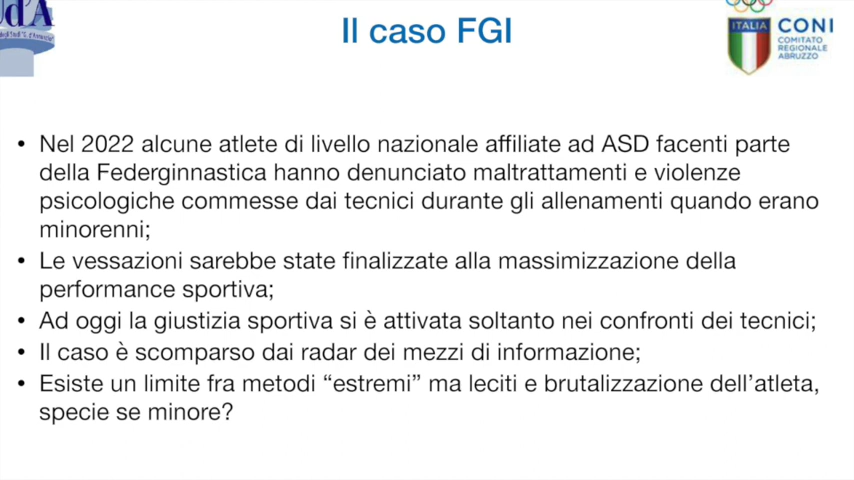 Ud'A
Il caso FGI
ITALIA
CONI
COMITATO
REGIONALE
ABRUZZO
• Nel 2022 alcune atlete di livello nazionale affiliate ad ASD facenti parte
della Federginnastica hanno denunciato maltrattamenti e violenze
psicologiche commesse dai tecnici durante gli allenamenti quando erano
minorenni;
• Le vessazioni sarebbe state finalizzate alla massimizzazione della
performance sportiva;
• Ad oggi la giustizia sportiva si è attivata soltanto nei confronti dei tecnici;
• Il caso è scomparso dai radar dei mezzi di informazione;
• Esiste un limite fra metodi “estremi” ma leciti e brutalizzazione dell’atleta,
specie se minore?